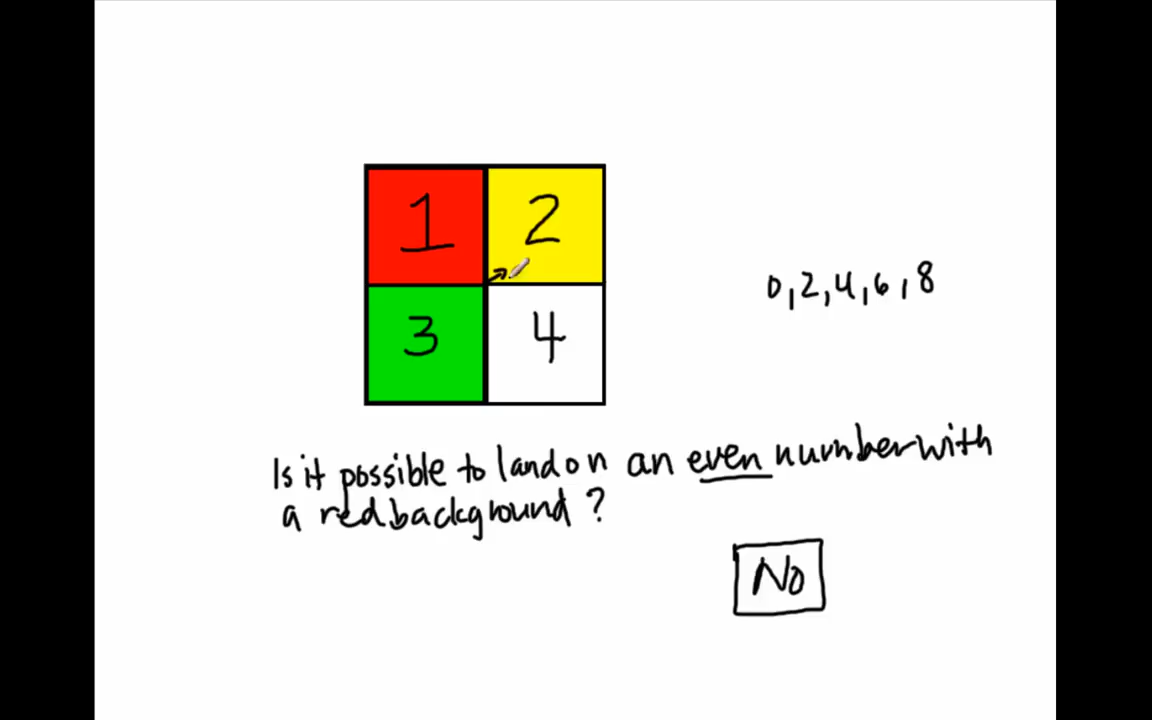 1 2
3 4
0,2,4,6,8
Is it possible to land on an even number with
a red background?
No